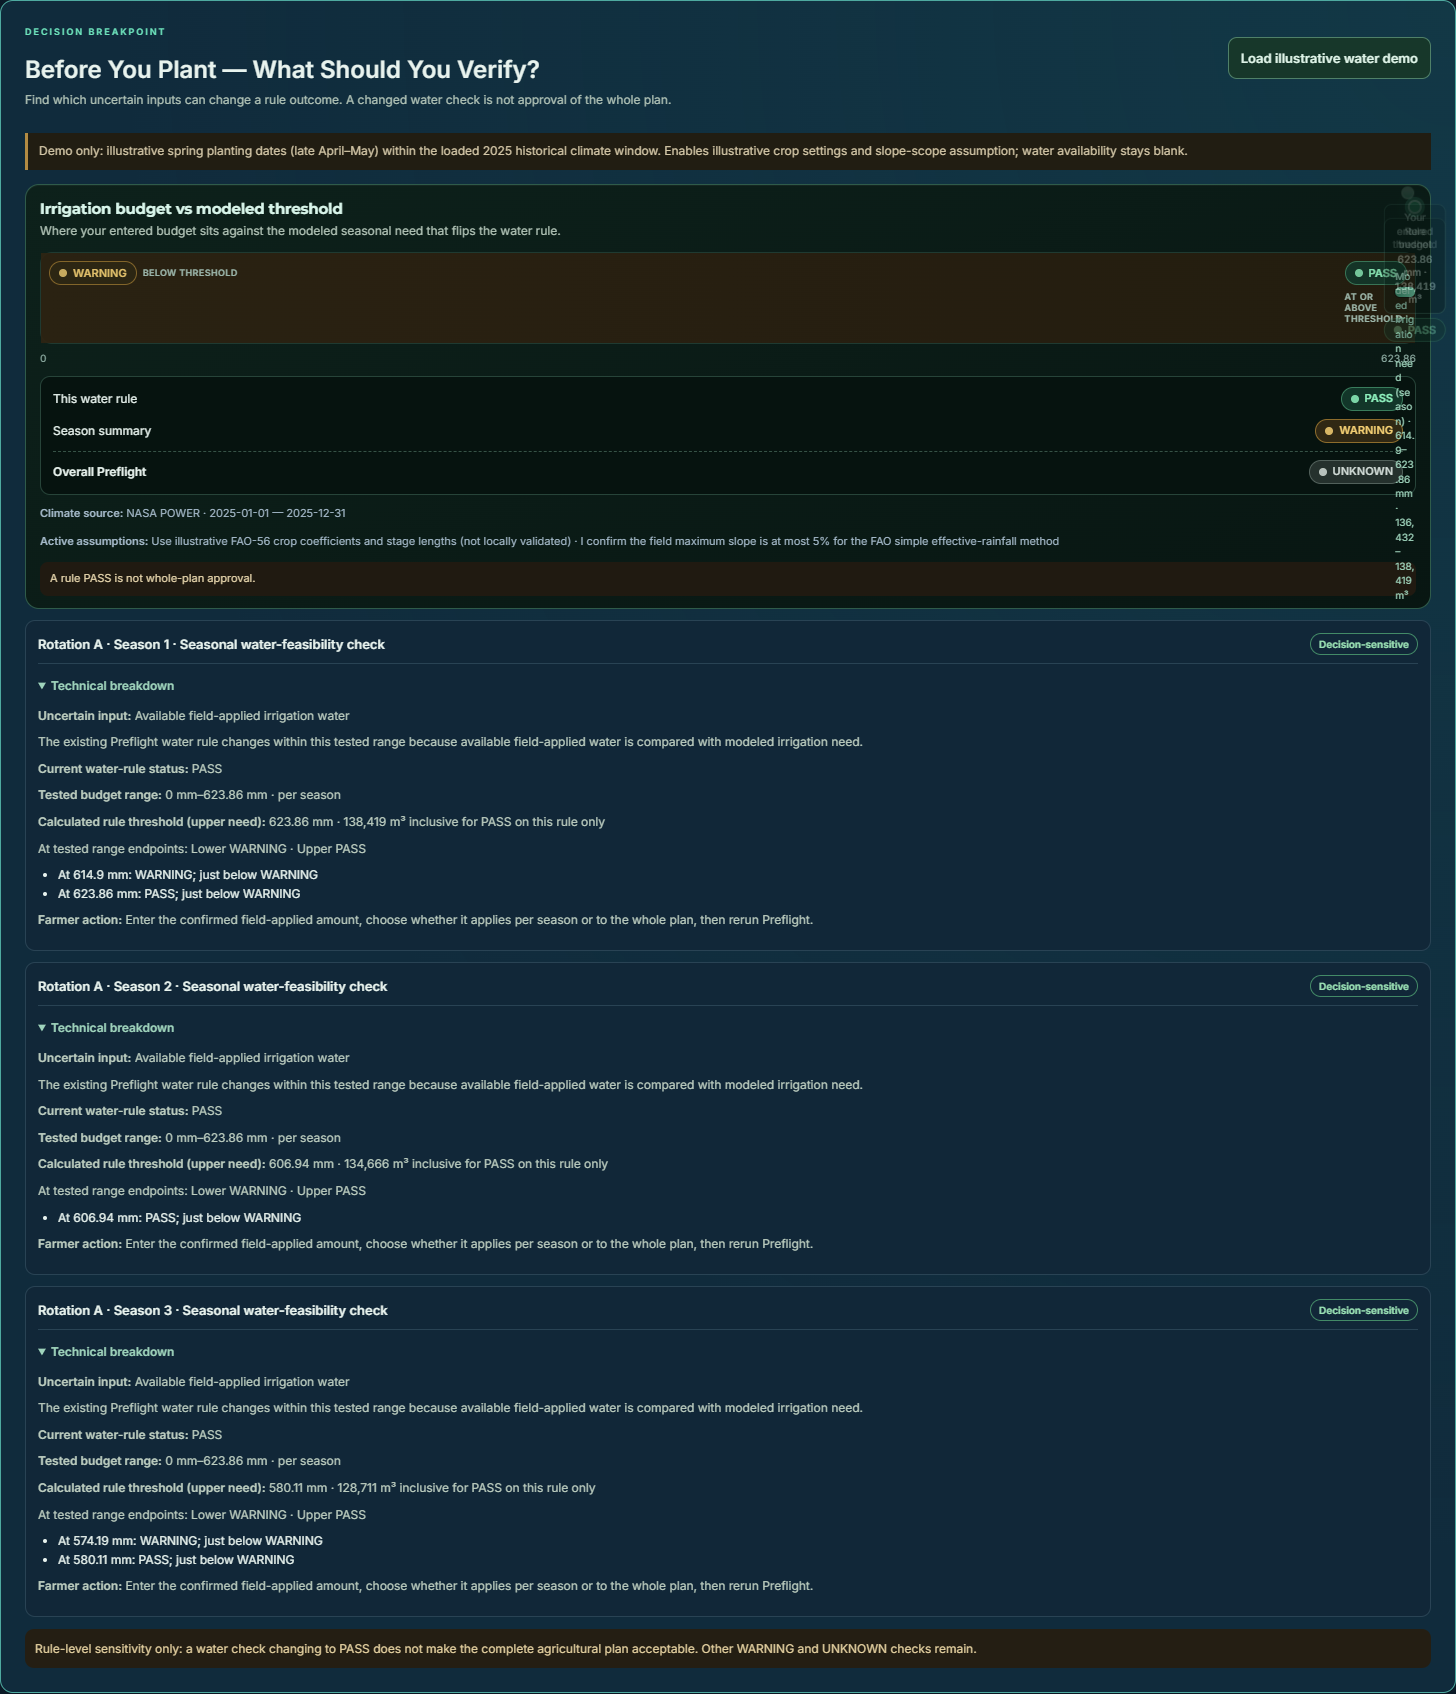 DECISION BREAKPOINT
Before You Plant — What Should You Verify?
Find which uncertain inputs can change a rule outcome. A changed water check is not approval of the whole plan.
Load illustrative water demo
Demo only: illustrative spring planting dates (late April–May) within the loaded 2025 historical climate window. Enables illustrative crop settings and slope-scope assumption; water availability stays blank.
Irrigation budget vs modeled threshold
Where your entered budget sits against the modeled seasonal need that flips the water rule.
WARNING BELOW THRESHOLD
PASS
AT OR
ABOVE
THRESHOLD
Your
budget
623.86
mm ·
138,419
m³
PASS
0
623.86
This water rule
PASS
Season summary
WARNING
Overall Preflight
UNKNOWN
ed
irrig
atio
n
nee
d
(se
aso
n) ·
614.
9–
623
.86
mm
·
136,
432
–
138,
419
m³
Climate source: NASA POWER · 2025-01-01 — 2025-12-31
Active assumptions: Use illustrative FAO-56 crop coefficients and stage lengths (not locally validated) · I confirm the field maximum slope is at most 5% for the FAO simple effective-rainfall method
A rule PASS is not whole-plan approval.
Rotation A · Season 1 · Seasonal water-feasibility check
Decision-sensitive
▼ Technical breakdown
Uncertain input: Available field-applied irrigation water
The existing Preflight water rule changes within this tested range because available field-applied water is compared with modeled irrigation need.
Current water-rule status: PASS
Tested budget range: 0 mm–623.86 mm · per season
Calculated rule threshold (upper need): 623.86 mm · 138,419 m³ inclusive for PASS on this rule only
At tested range endpoints: Lower WARNING · Upper PASS
• At 614.9 mm: WARNING; just below WARNING
• At 623.86 mm: PASS; just below WARNING
Farmer action: Enter the confirmed field-applied amount, choose whether it applies per season or to the whole plan, then rerun Preflight.
Rotation A · Season 2 · Seasonal water-feasibility check
Decision-sensitive
▼ Technical breakdown
Uncertain input: Available field-applied irrigation water
The existing Preflight water rule changes within this tested range because available field-applied water is compared with modeled irrigation need.
Current water-rule status: PASS
Tested budget range: 0 mm–623.86 mm · per season
Calculated rule threshold (upper need): 606.94 mm · 134,666 m³ inclusive for PASS on this rule only
At tested range endpoints: Lower WARNING · Upper PASS
• At 606.94 mm: PASS; just below WARNING
Farmer action: Enter the confirmed field-applied amount, choose whether it applies per season or to the whole plan, then rerun Preflight.
Rotation A · Season 3 · Seasonal water-feasibility check
Decision-sensitive
▼ Technical breakdown
Uncertain input: Available field-applied irrigation water
The existing Preflight water rule changes within this tested range because available field-applied water is compared with modeled irrigation need.
Current water-rule status: PASS
Tested budget range: 0 mm–623.86 mm · per season
Calculated rule threshold (upper need): 580.11 mm · 128,711 m³ inclusive for PASS on this rule only
At tested range endpoints: Lower WARNING · Upper PASS
• At 574.19 mm: WARNING; just below WARNING
• At 580.11 mm: PASS; just below WARNING
Farmer action: Enter the confirmed field-applied amount, choose whether it applies per season or to the whole plan, then rerun Preflight.
Rule-level sensitivity only: a water check changing to PASS does not make the complete agricultural plan acceptable. Other WARNING and UNKNOWN checks remain.